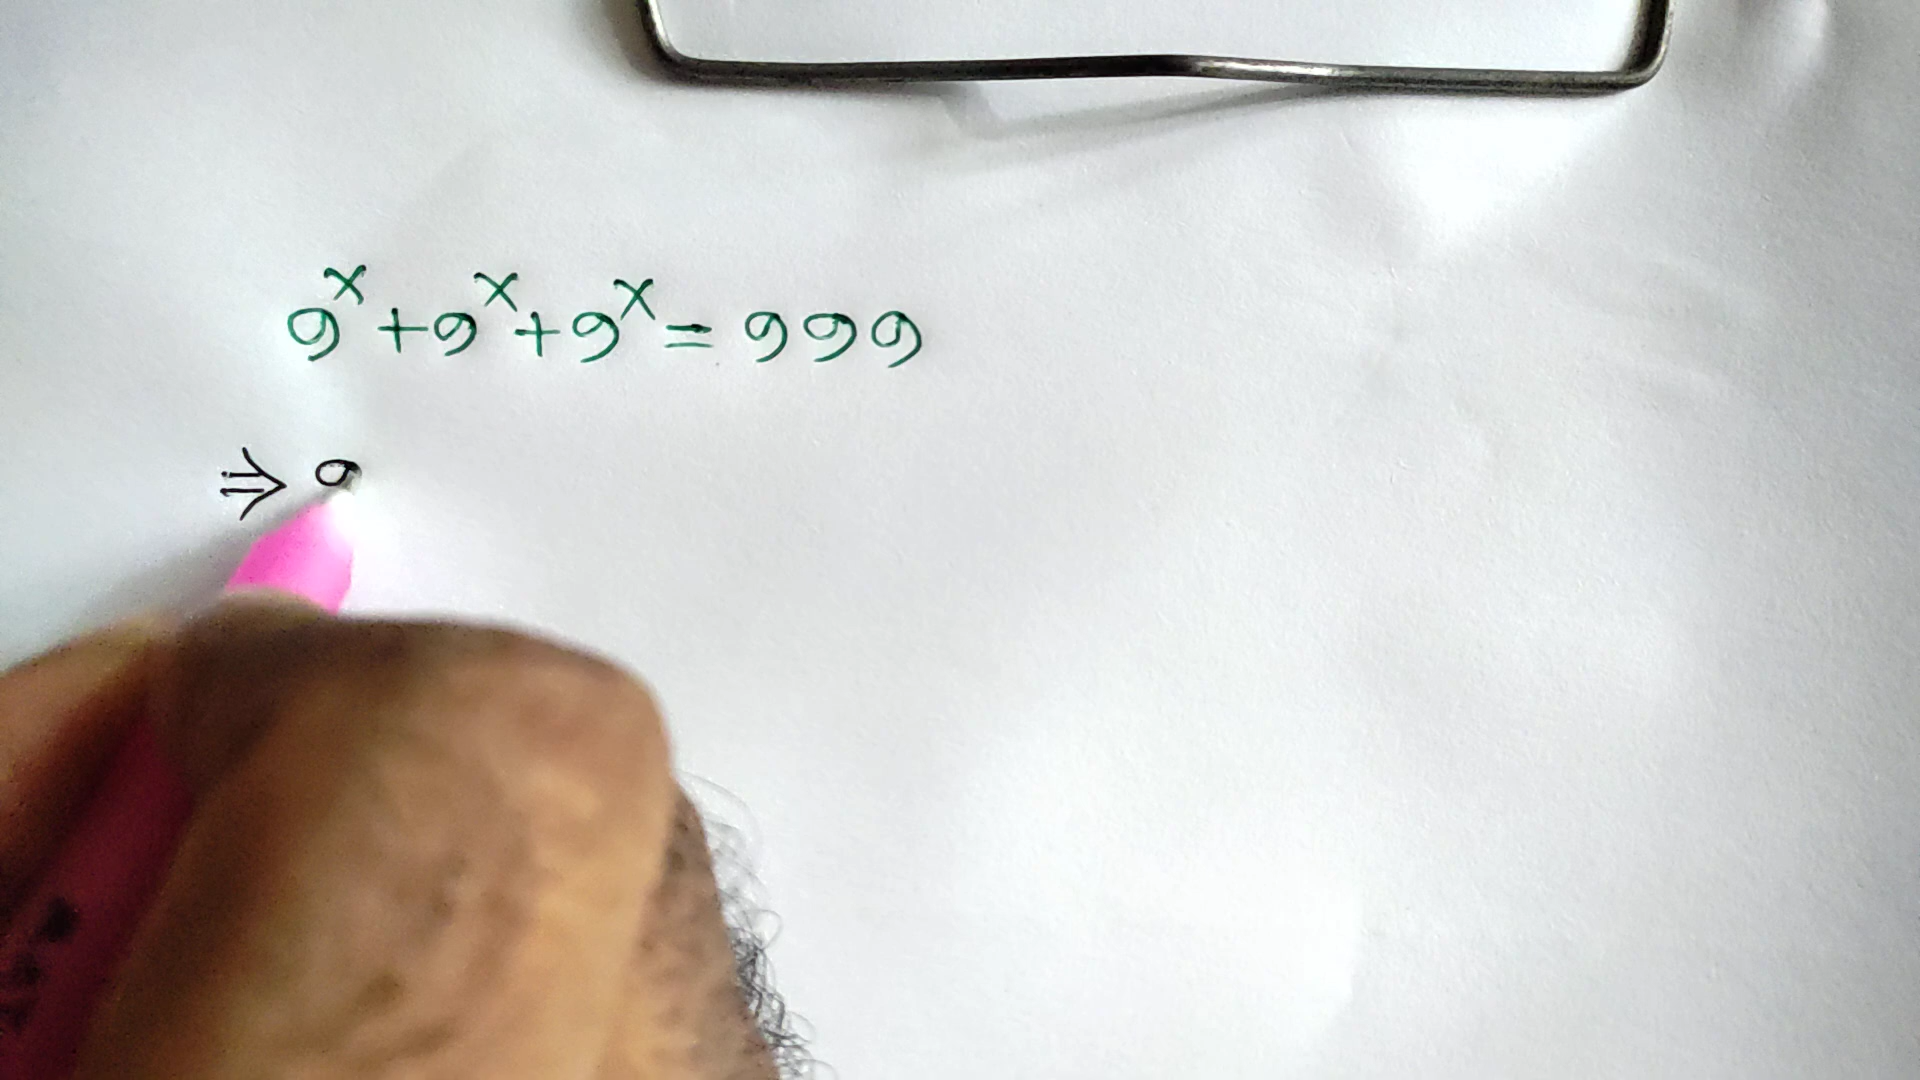 9^x + 9^x + 9^x = 999
⇒ 9